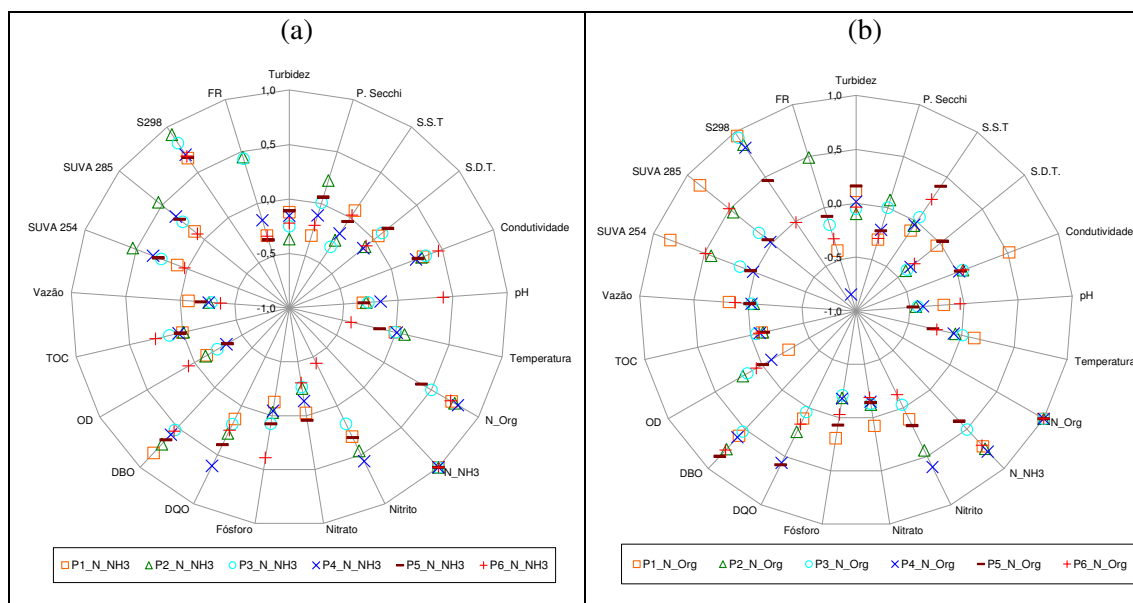 (a)
Turbidez
P. Secchi
S.S.T
S.D.T.
Condutividade
pH
Temperatura
N_Org
N_NH3
Nitrito
Nitrato
Fósforo
DQO
DBO
OD
TOC
Vazão
SUVA 254
SUVA 285
S298
FR
1,0
0,5
0,0
-0,5
-1,0
P1_N_NH3 P2_N_NH3 P3_N_NH3 P4_N_NH3 P5_N_NH3 P6_N_NH3
(b)
Turbidez
P. Secchi
S.S.T
S.D.T.
Condutividade
pH
Temperatura
N_Org
N_NH3
Nitrito
Nitrato
Fósforo
DQO
DBO
OD
TOC
Vazão
SUVA 254
SUVA 285
S298
FR
1,0
0,5
0,0
-0,5
-1,0
P1_N_Org P2_N_Org P3_N_Org P4_N_Org P5_N_Org P6_N_Org